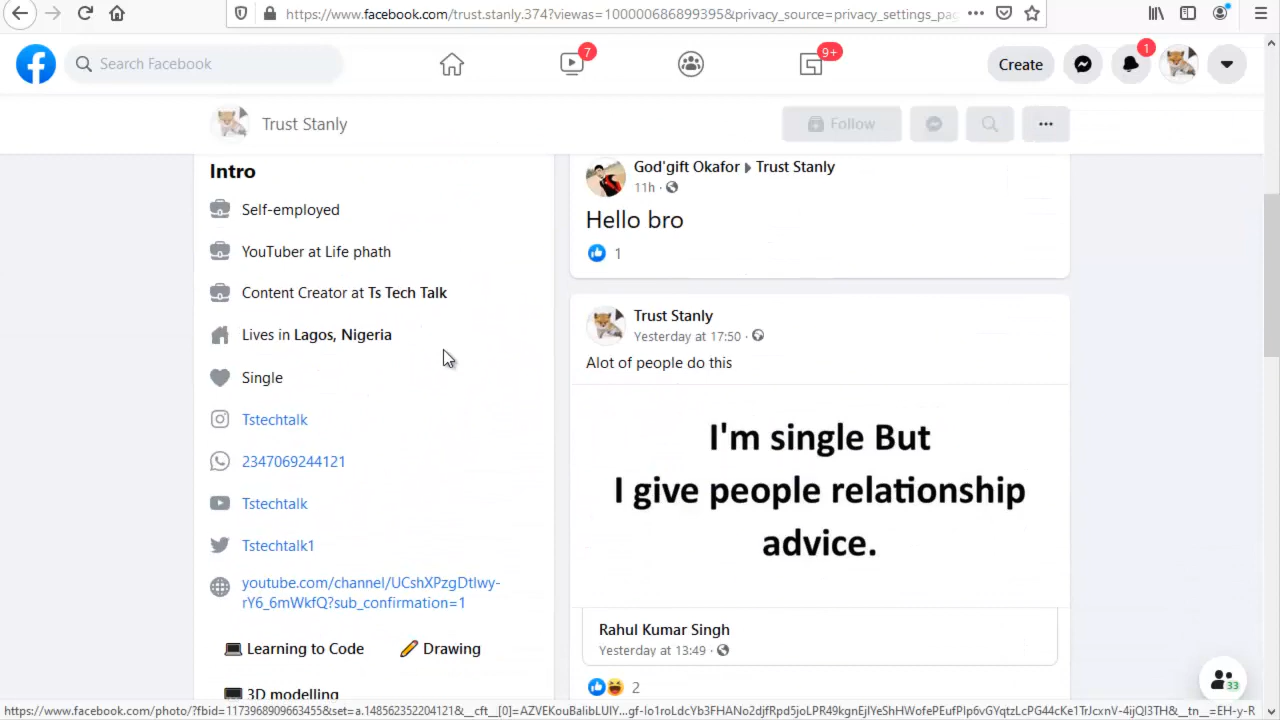 https://www.facebook.com/trust.stanly.374?viewas=100000686899395&privacy_source=privacy_settings_pag
Search Facebook
7
9+
Create
1
Trust Stanly
Follow
Intro
Self-employed
YouTuber at Life phath
Content Creator at Ts Tech Talk
Lives in Lagos, Nigeria
Single
Tstechtalk
2347069244121
Tstechtalk
Tstechtalk1
youtube.com/channel/UCshXPzgDtIwy-
rY6_6mWkfQ?sub_confirmation=1
Learning to Code
Drawing
3D modelling
God'gift Okafor Trust Stanly
11h
Hello bro
1
Trust Stanly
Yesterday at 17:50
Alot of people do this
I'm single But
I give people relationship
advice.
Rahul Kumar Singh
Yesterday at 13:49
2
33